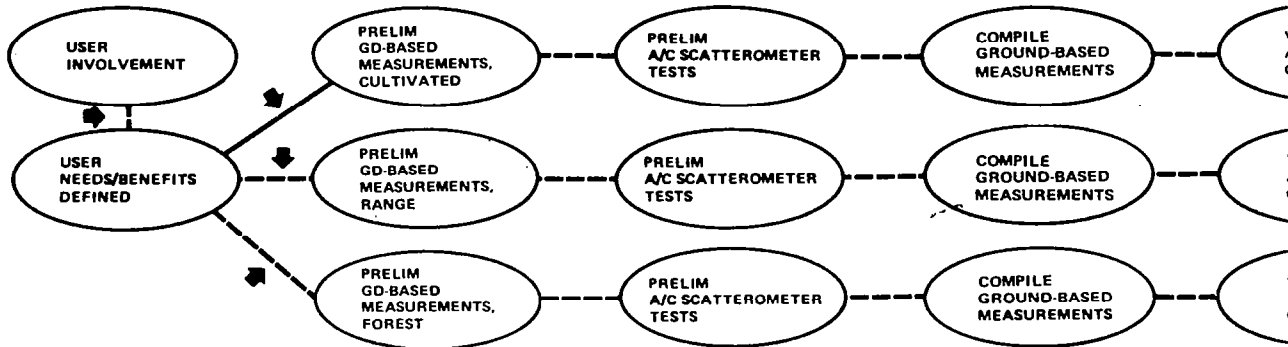 USER
INVOLVEMENT
PRELIM
GD-BASED
MEASUREMENTS,
CULTIVATED
PRELIM
A/C SCATTEROMETER
TESTS
COMPILE
GROUND-BASED
MEASUREMENTS
USER
NEEDS/BENEFITS
DEFINED
PRELIM
GD-BASED
MEASUREMENTS,
RANGE
PRELIM
A/C SCATTEROMETER
TESTS
COMPILE
GROUND-BASED
MEASUREMENTS
PRELIM
GD-BASED
MEASUREMENTS,
FOREST
PRELIM
A/C SCATTEROMETER
TESTS
COMPILE
GROUND-BASED
MEASUREMENTS